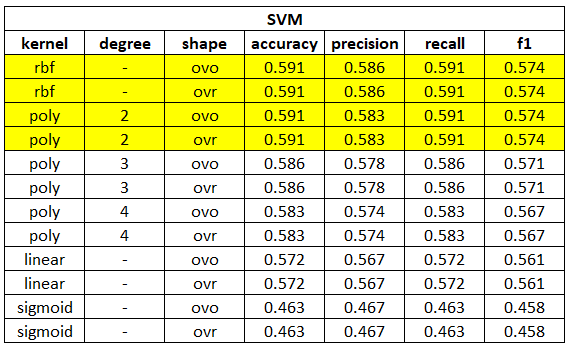 SVM
kernel degree shape accuracy precision recall f1
rbf - ovo 0.591 0.586 0.591 0.574
rbf - ovr 0.591 0.586 0.591 0.574
poly 2 ovo 0.591 0.583 0.591 0.574
poly 2 ovr 0.591 0.583 0.591 0.574
poly 3 ovo 0.586 0.578 0.586 0.571
poly 3 ovr 0.586 0.578 0.586 0.571
poly 4 ovo 0.583 0.574 0.583 0.567
poly 4 ovr 0.583 0.574 0.583 0.567
linear - ovo 0.572 0.567 0.572 0.561
linear - ovr 0.572 0.567 0.572 0.561
sigmoid - ovo 0.463 0.467 0.463 0.458
sigmoid - ovr 0.463 0.467 0.463 0.458